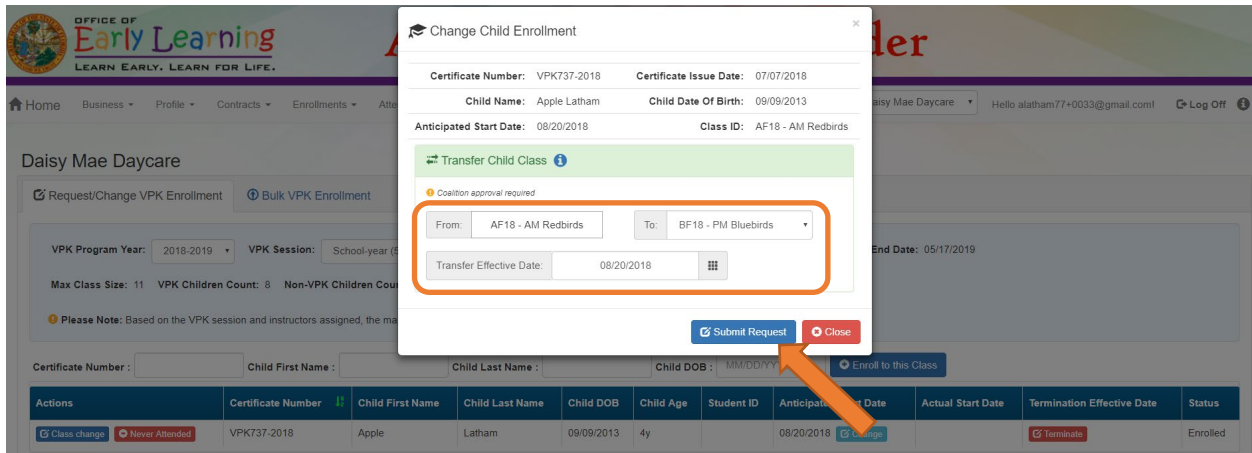 OFFICE OF
Early Learning
LEARN EARLY. LEARN FOR LIFE.
Home Business Profile Contracts Enrollments Daisy Mae Daycare Hello alatham77+0033@gmail.com! Log Off
Daisy Mae Daycare
Request/Change VPK Enrollment Bulk VPK Enrollment
VPK Program Year: 2018-2019 VPK Session: School-year End Date: 05/17/2019
Max Class Size: 11 VPK Children Count: 8 Non-VPK Children
Please Note: Based on the VPK session and instructors assigned, the
Change Child Enrollment ×
Certificate Number: VPK737-2018 Certificate Issue Date: 07/07/2018
Child Name: Apple Latham Child Date Of Birth: 09/09/2013
Anticipated Start Date: 08/20/2018 Class ID: AF18 - AM Redbirds
Transfer Child Class
Coalition approval required
From: AF18 - AM Redbirds To: BF18 - PM Bluebirds
Transfer Effective Date: 08/20/2018
Submit Request Close
Certificate Number : Child First Name : Child Last Name : Child DOB : MM/DD/YY Enroll to this Class
Actions Certificate Number Child First Name Child Last Name Child DOB Child Age Student ID Date Actual Start Date Termination Effective Date Status
Class change Never Attended VPK737-2018 Apple Latham 09/09/2013 4y 08/20/2018 Change Terminate Enrolled